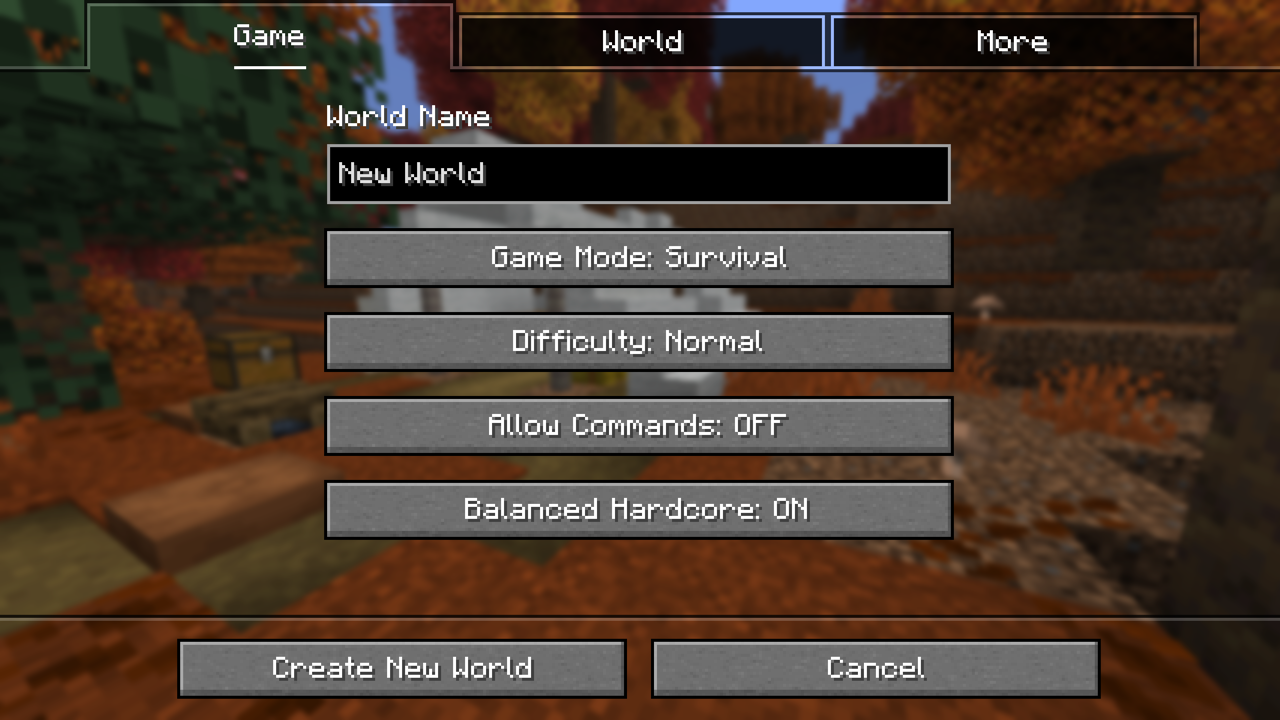 Game
World
More
World Name
New World
Game Mode: Survival
Difficulty: Normal
Allow Commands: OFF
Balanced Hardcore: ON
Create New World
Cancel